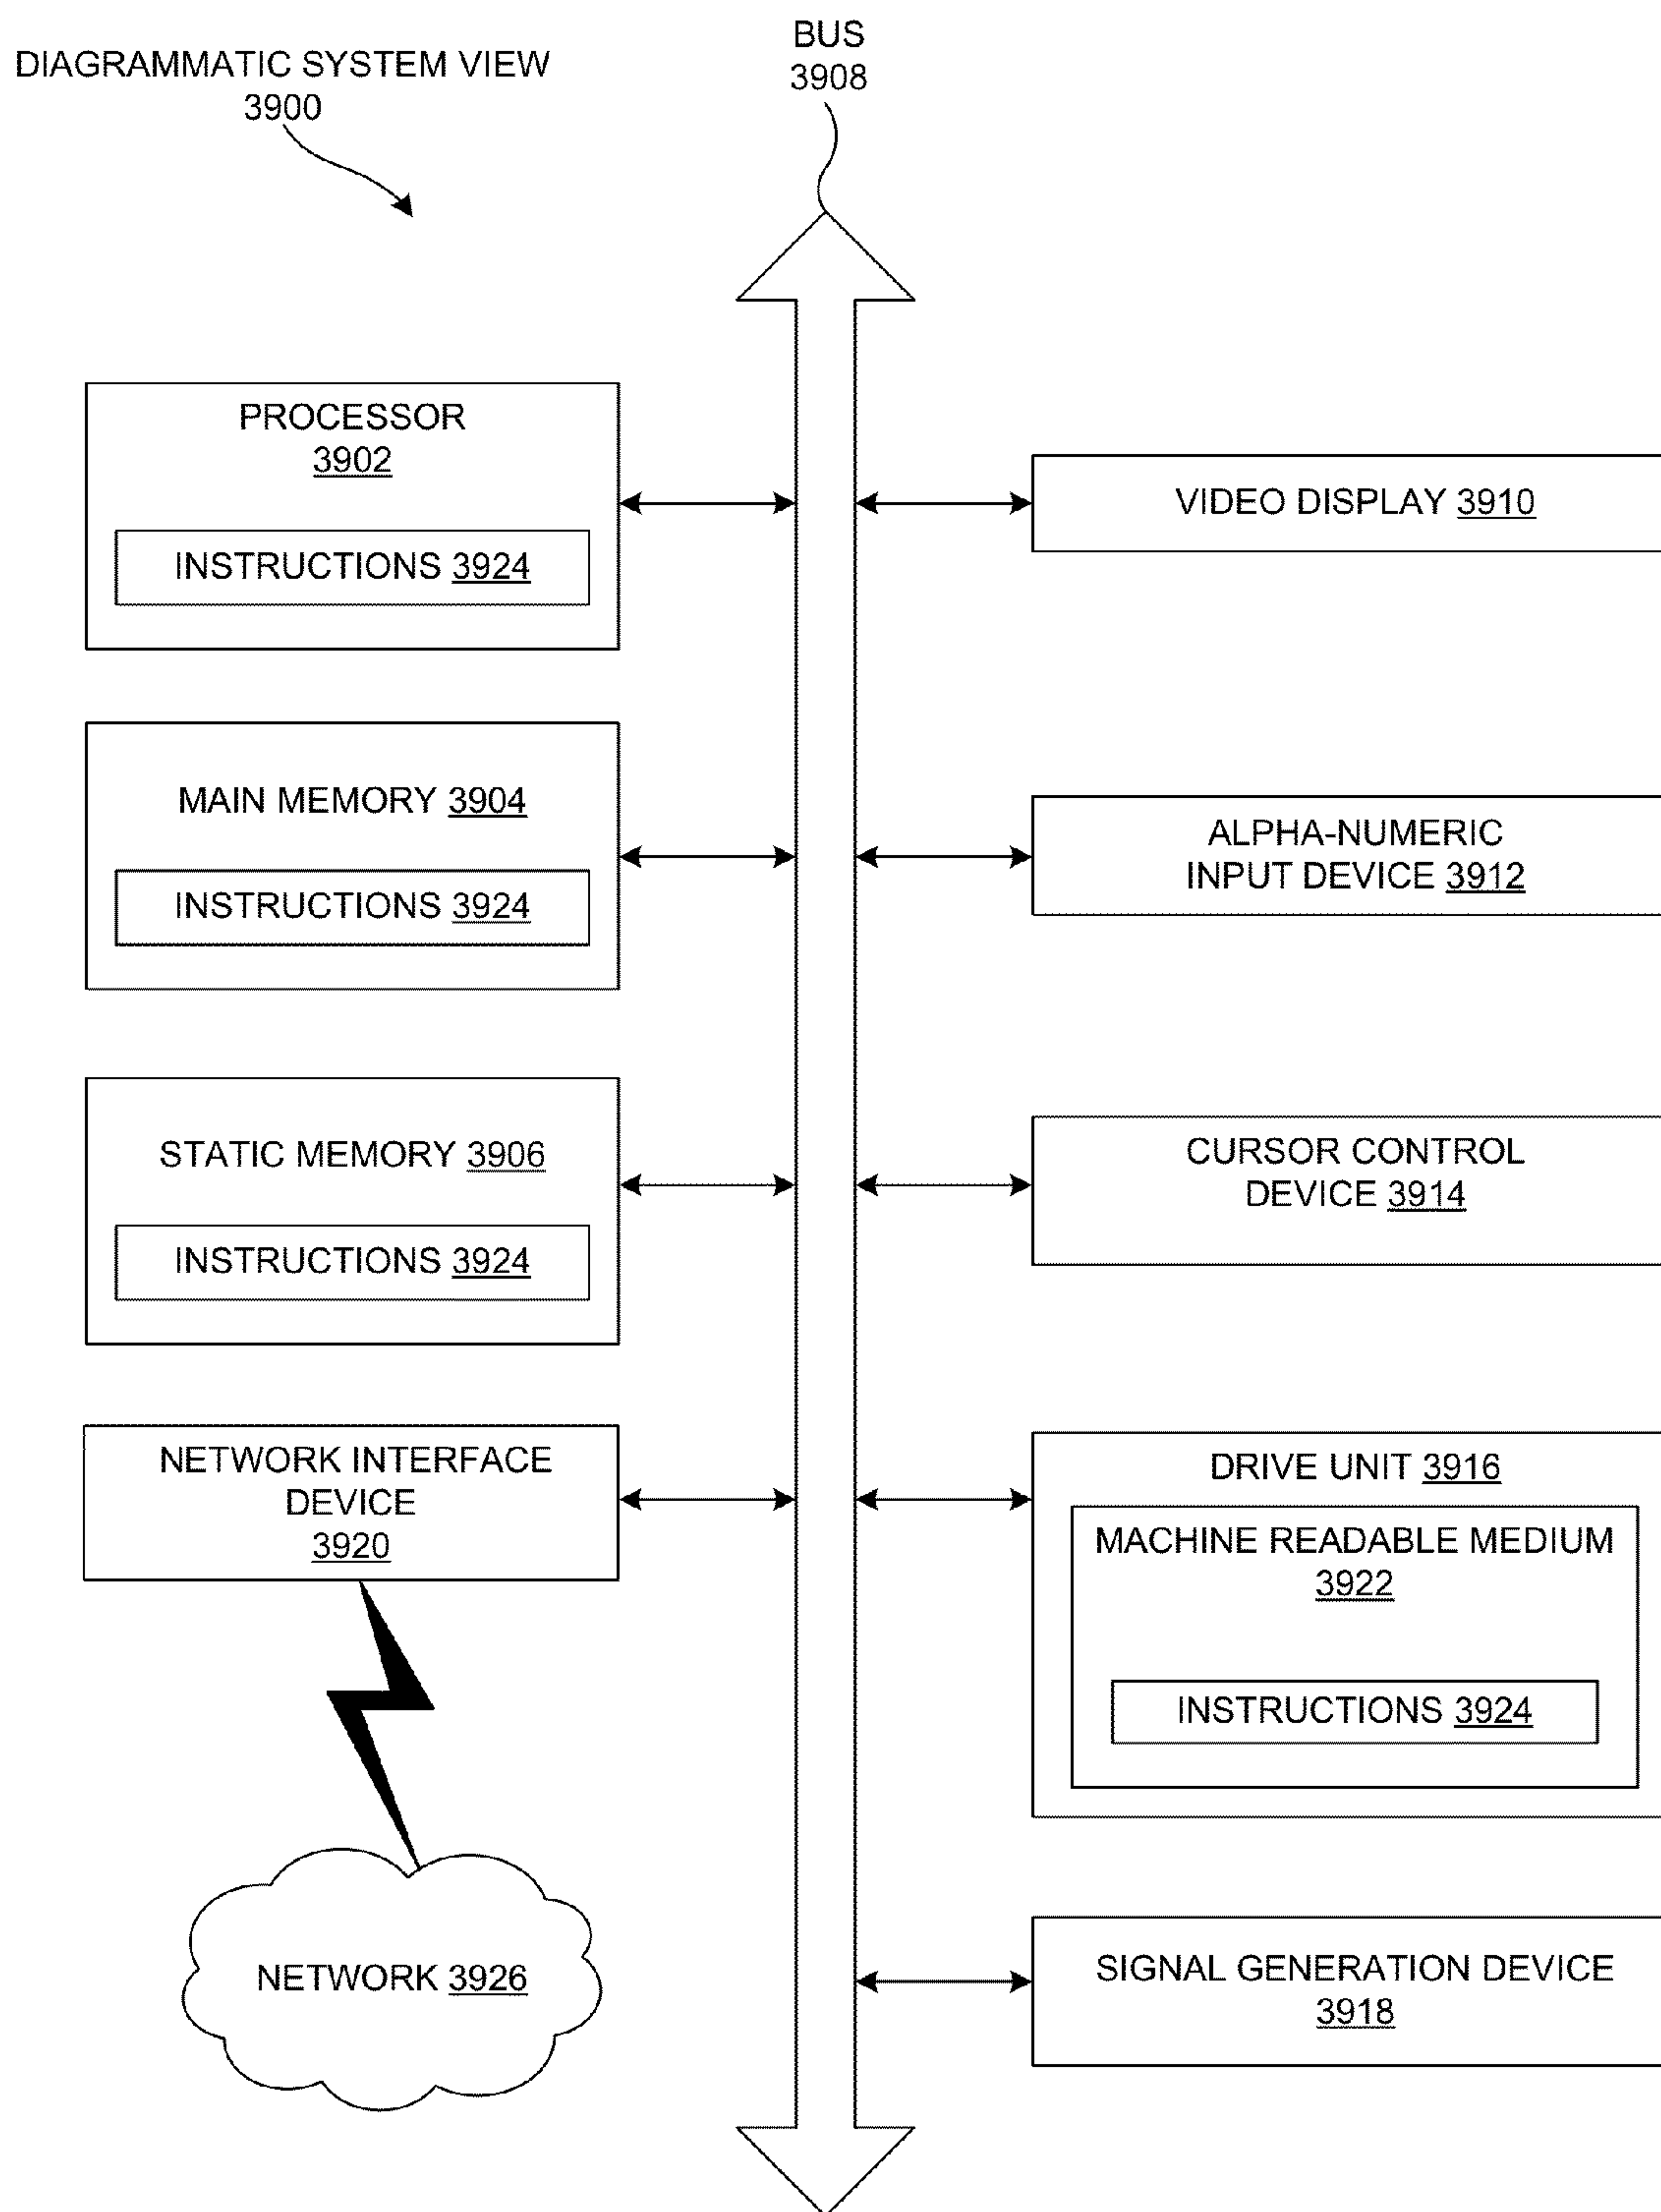 DIAGRAMMATIC SYSTEM VIEW
3900
BUS
3908
PROCESSOR
3902
INSTRUCTIONS 3924
MAIN MEMORY 3904
INSTRUCTIONS 3924
STATIC MEMORY 3906
INSTRUCTIONS 3924
NETWORK INTERFACE
DEVICE
3920
NETWORK 3926
VIDEO DISPLAY 3910
ALPHA-NUMERIC
INPUT DEVICE 3912
CURSOR CONTROL
DEVICE 3914
DRIVE UNIT 3916
MACHINE READABLE MEDIUM
3922
INSTRUCTIONS 3924
SIGNAL GENERATION DEVICE
3918